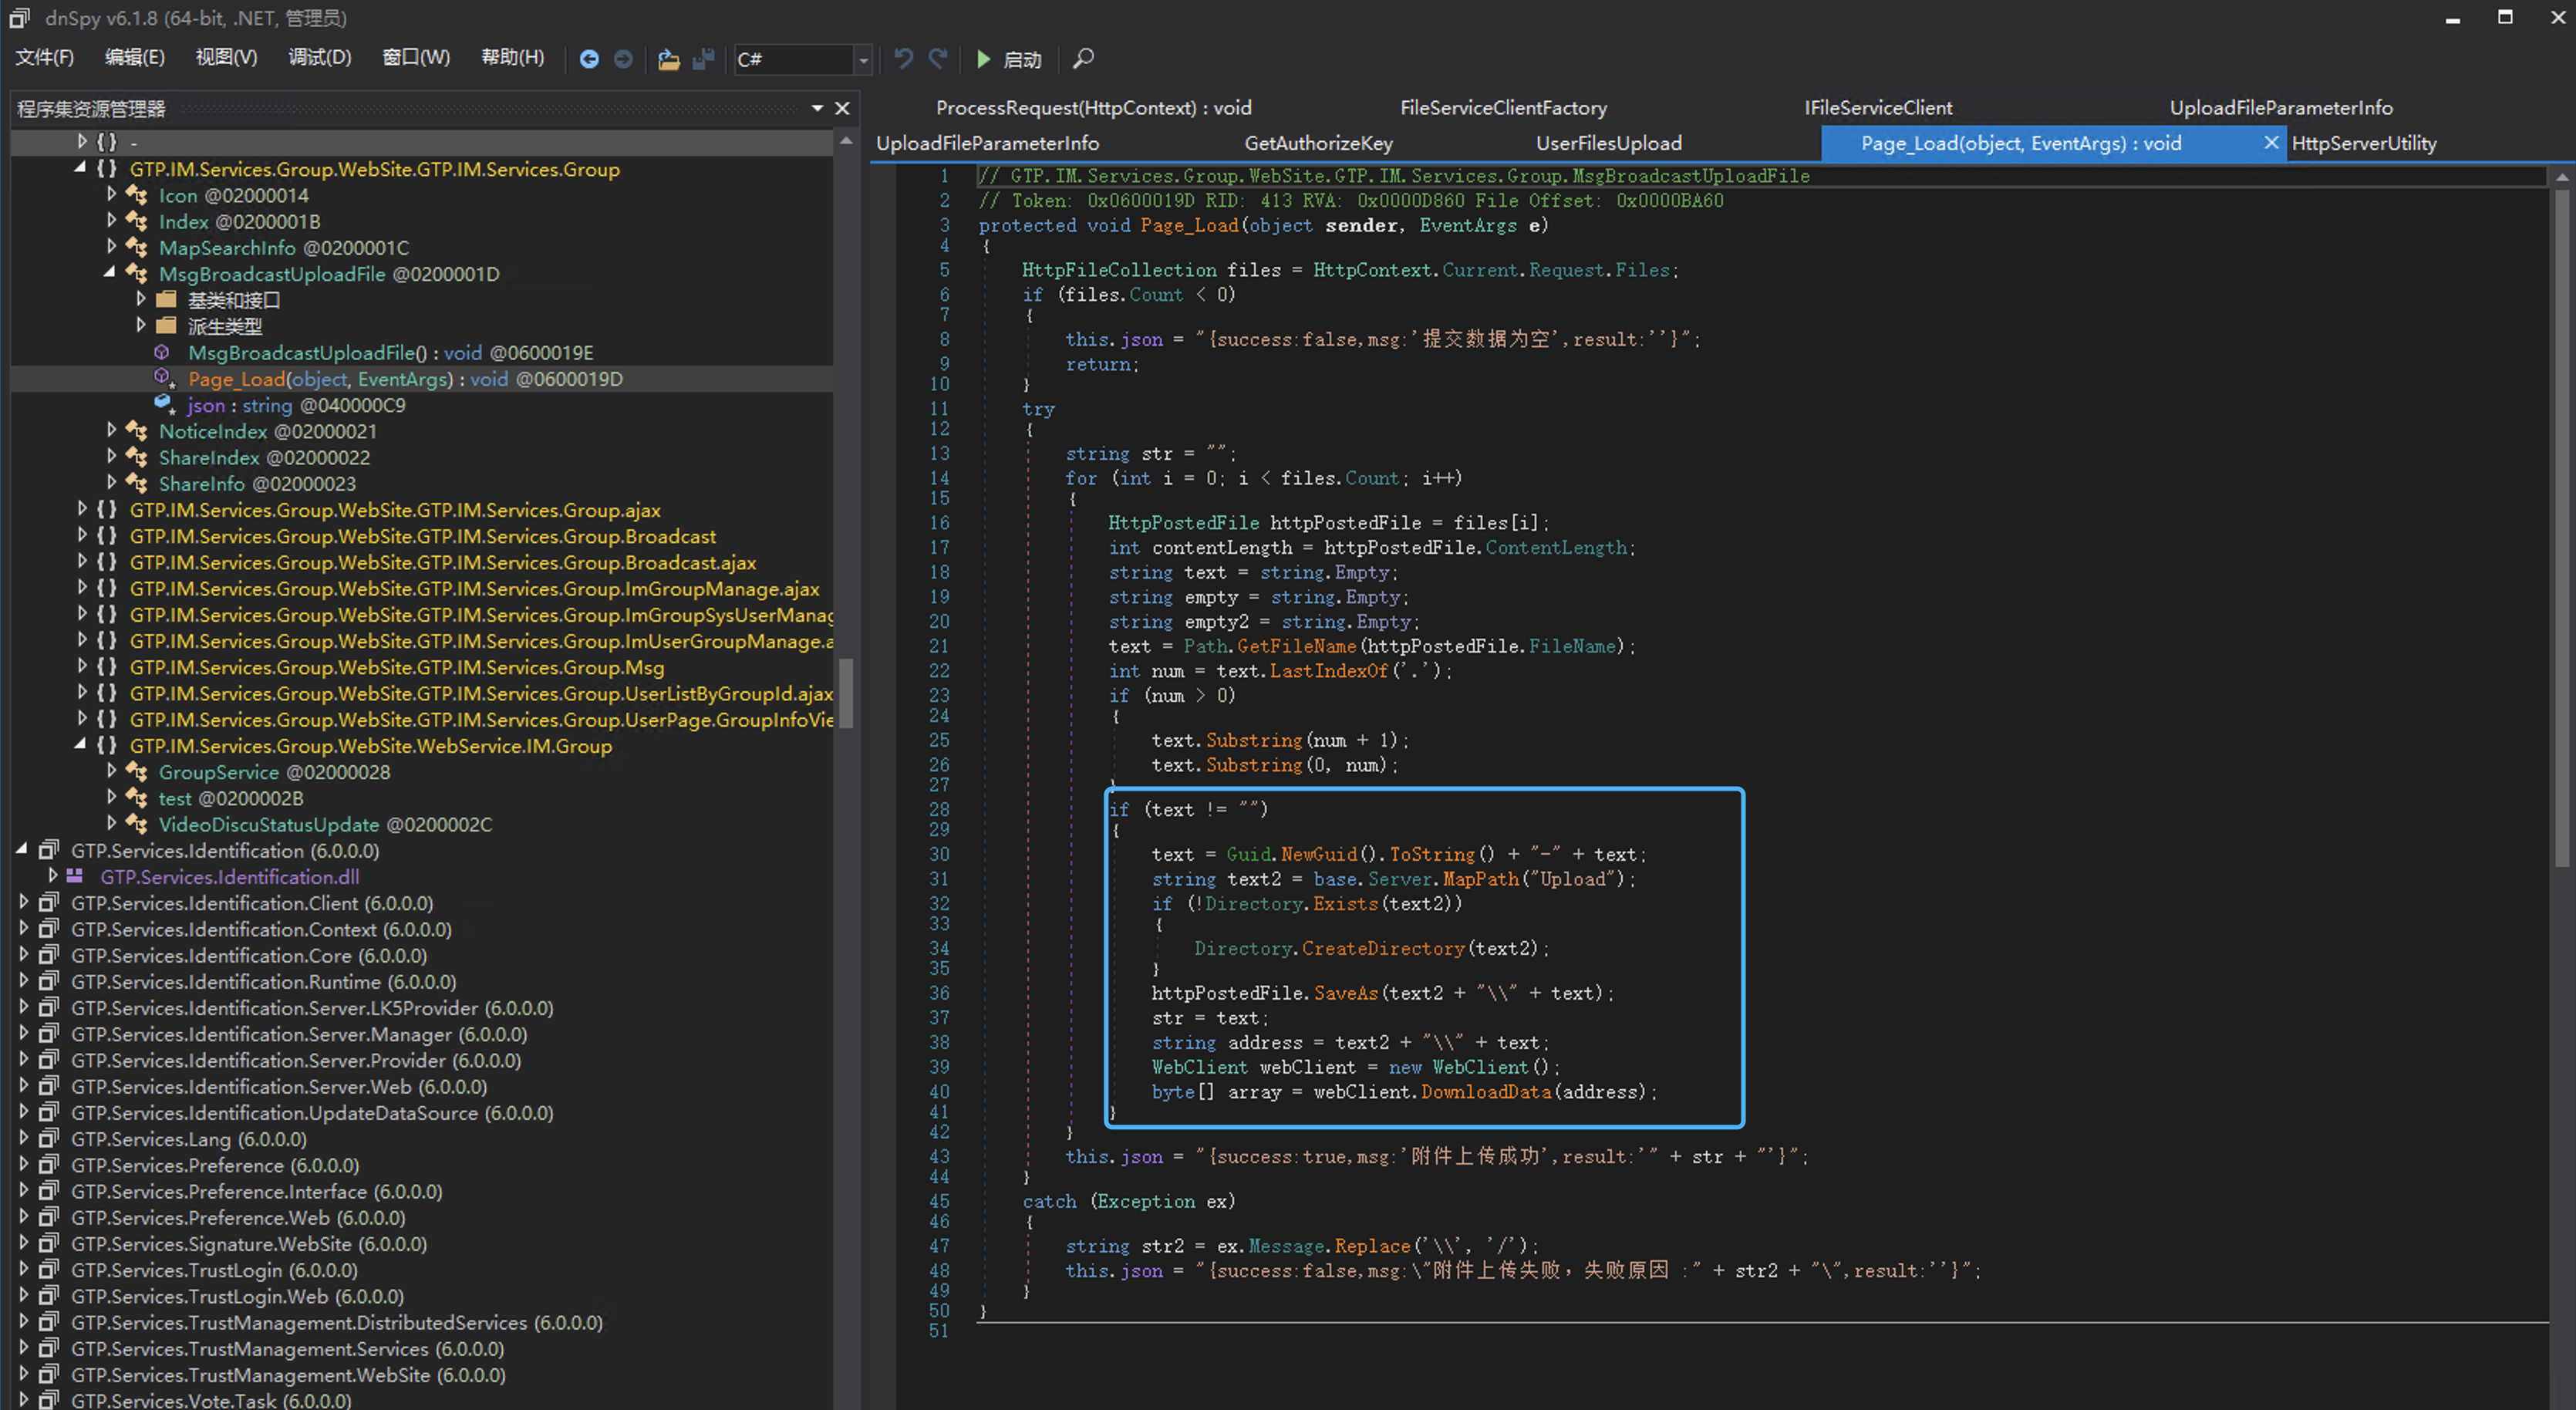 dnSpy v6.1.8 (64-bit, .NET, 管理员)
文件(F) 编辑(E) 视图(V) 调试(D) 窗口(W) 帮助(H) C# 启动
程序集资源管理器
{ } -
{ } GTP.IM.Services.Group.WebSite.GTP.IM.Services.Group
Icon @02000014
Index @0200001B
MapSearchInfo @0200001C
MsgBroadcastUploadFile @0200001D
基类和接口
派生类型
MsgBroadcastUploadFile() : void @0600019E
Page_Load(object, EventArgs) : void @0600019D
json : string @040000C9
NoticeIndex @02000021
ShareIndex @02000022
ShareInfo @02000023
{ } GTP.IM.Services.Group.WebSite.GTP.IM.Services.Group.ajax
{ } GTP.IM.Services.Group.WebSite.GTP.IM.Services.Group.Broadcast
{ } GTP.IM.Services.Group.WebSite.GTP.IM.Services.Group.Broadcast.ajax
{ } GTP.IM.Services.Group.WebSite.GTP.IM.Services.Group.ImGroupManage.ajax
{ } GTP.IM.Services.Group.WebSite.GTP.IM.Services.Group.ImGroupSysUserManag
{ } GTP.IM.Services.Group.WebSite.GTP.IM.Services.Group.ImUserGroupManage.a
{ } GTP.IM.Services.Group.WebSite.GTP.IM.Services.Group.Msg
{ } GTP.IM.Services.Group.WebSite.GTP.IM.Services.Group.UserListByGroupId.ajax
{ } GTP.IM.Services.Group.WebSite.GTP.IM.Services.Group.UserPage.GroupInfoVie
{ } GTP.IM.Services.Group.WebSite.WebService.IM.Group
GroupService @02000028
test @0200002B
VideoDiscuStatusUpdate @0200002C
GTP.Services.Identification (6.0.0.0)
GTP.Services.Identification.dll
GTP.Services.Identification.Client (6.0.0.0)
GTP.Services.Identification.Context (6.0.0.0)
GTP.Services.Identification.Core (6.0.0.0)
GTP.Services.Identification.Runtime (6.0.0.0)
GTP.Services.Identification.Server.LK5Provider (6.0.0.0)
GTP.Services.Identification.Server.Manager (6.0.0.0)
GTP.Services.Identification.Server.Provider (6.0.0.0)
GTP.Services.Identification.Server.Web (6.0.0.0)
GTP.Services.Identification.UpdateDataSource (6.0.0.0)
GTP.Services.Lang (6.0.0.0)
GTP.Services.Preference (6.0.0.0)
GTP.Services.Preference.Interface (6.0.0.0)
GTP.Services.Preference.Web (6.0.0.0)
GTP.Services.Signature.WebSite (6.0.0.0)
GTP.Services.TrustLogin (6.0.0.0)
GTP.Services.TrustLogin.Web (6.0.0.0)
GTP.Services.TrustManagement.DistributedServices (6.0.0.0)
GTP.Services.TrustManagement.Services (6.0.0.0)
GTP.Services.TrustManagement.WebSite (6.0.0.0)
GTP.Services.Vote.Task (6.0.0.0)
ProcessRequest(HttpContext) : void FileServiceClientFactory IFileServiceClient UploadFileParameterInfo
UploadFileParameterInfo GetAuthorizeKey UserFilesUpload Page_Load(object, EventArgs) : void HttpServerUtility
1 // GTP.IM.Services.Group.WebSite.GTP.IM.Services.Group.MsgBroadcastUploadFile
2 // Token: 0x0600019D RID: 413 RVA: 0x0000D860 File Offset: 0x0000BA60
3 protected void Page_Load(object sender, EventArgs e)
4 {
5 HttpFileCollection files = HttpContext.Current.Request.Files;
6 if (files.Count < 0)
7 {
8 this.json = "{success:false,msg:'提交数据为空',result:''}";
9 return;
10 }
11 try
12 {
13 string str = "";
14 for (int i = 0; i < files.Count; i++)
15 {
16 HttpPostedFile httpPostedFile = files[i];
17 int contentLength = httpPostedFile.ContentLength;
18 string text = string.Empty;
19 string empty = string.Empty;
20 string empty2 = string.Empty;
21 text = Path.GetFileName(httpPostedFile.FileName);
22 int num = text.LastIndexOf('.');
23 if (num > 0)
24 {
25 text.Substring(num + 1);
26 text.Substring(0, num);
27 }
28 if (text != "")
29 {
30 text = Guid.NewGuid().ToString() + "-" + text;
31 string text2 = base.Server.MapPath("Upload");
32 if (!Directory.Exists(text2))
33 {
34 Directory.CreateDirectory(text2);
35 }
36 httpPostedFile.SaveAs(text2 + "\\" + text);
37 str = text;
38 string address = text2 + "\\" + text;
39 WebClient webClient = new WebClient();
40 byte[] array = webClient.DownloadData(address);
41 }
42 }
43 this.json = "{success:true,msg:'附件上传成功',result:'" + str + "'}";
44 }
45 catch (Exception ex)
46 {
47 string str2 = ex.Message.Replace('\\', '/');
48 this.json = "{success:false,msg:\"附件上传失败，失败原因 :" + str2 + "\",result:''}";
49 }
50 }
51